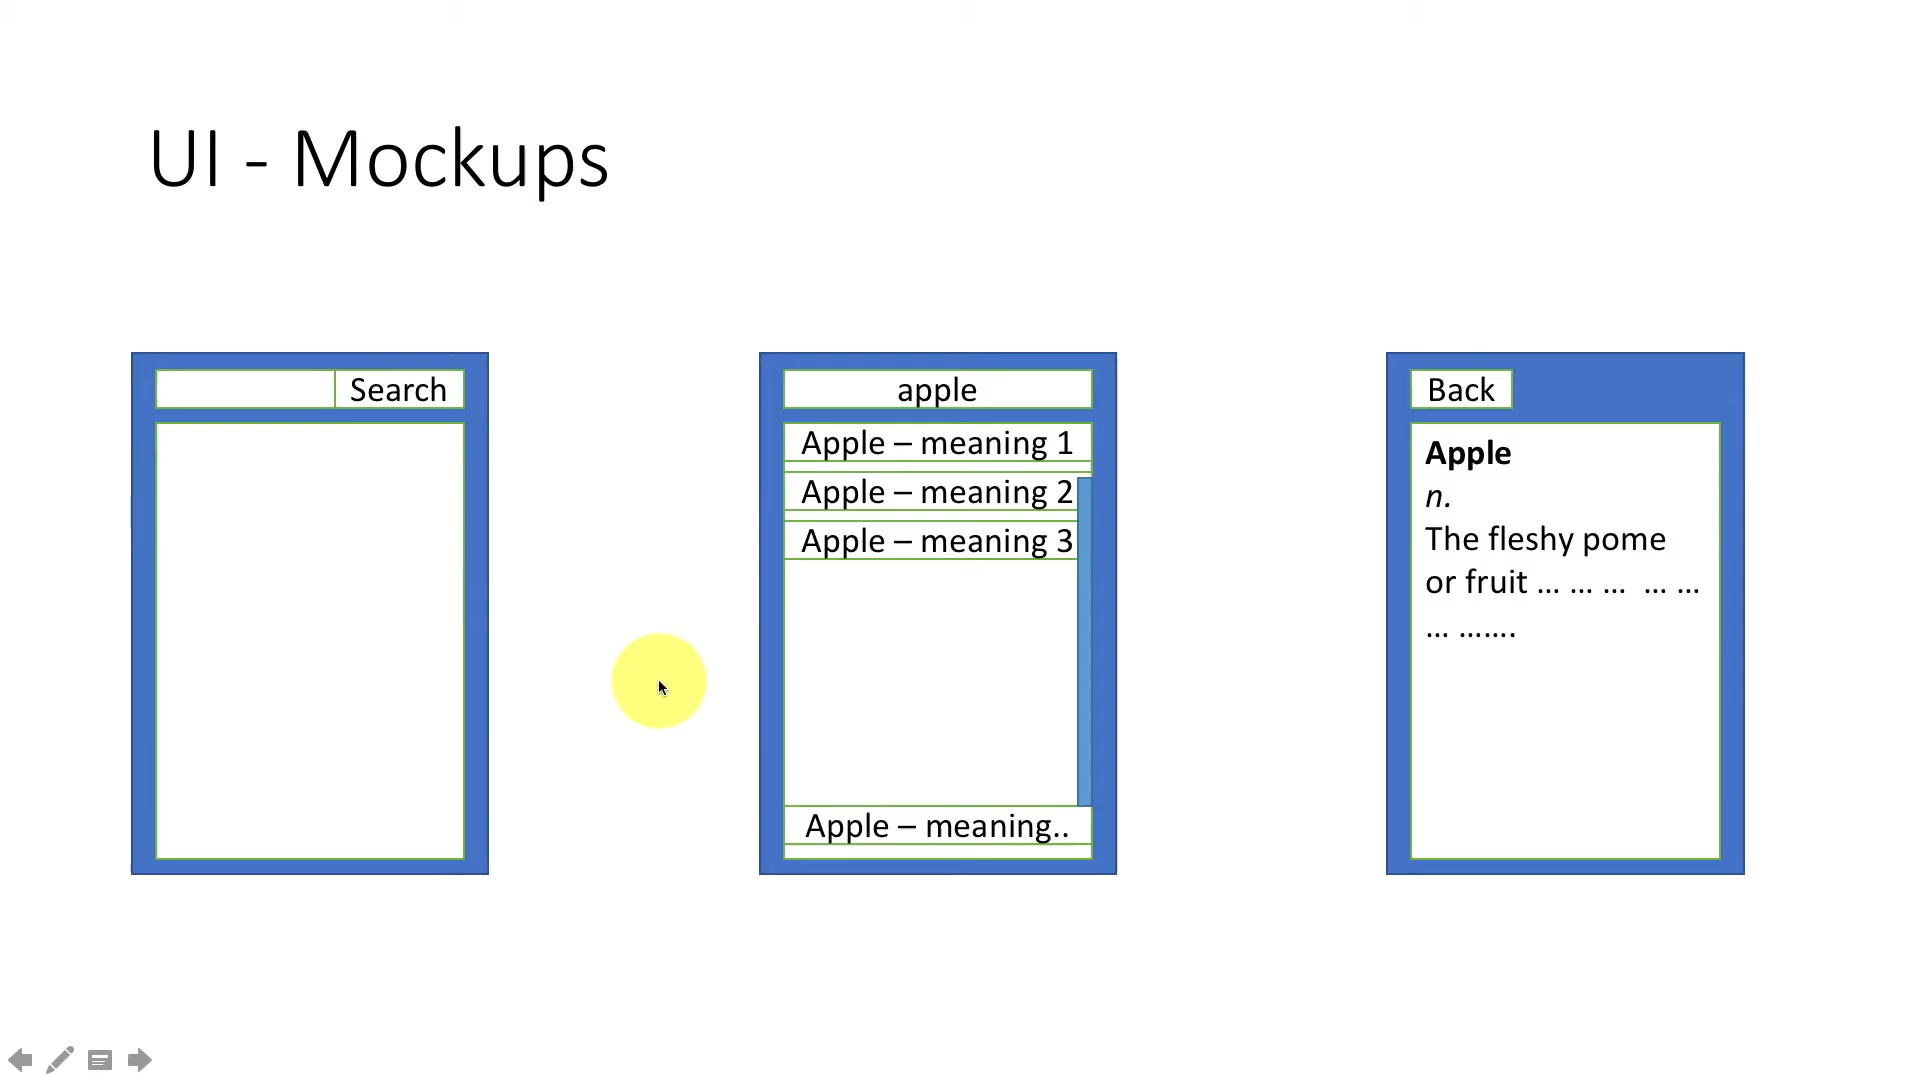 UI - Mockups
Search
apple
Apple – meaning 1
Apple – meaning 2
Apple – meaning 3
Apple – meaning..
Back
Apple
n.
The fleshy pome
or fruit ... ... ...  ... ...
... .......